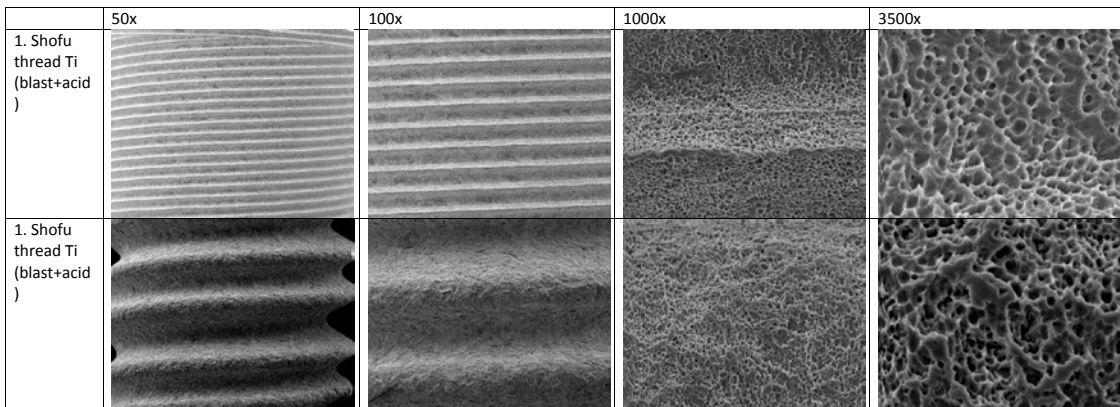 50x 100x 1000x 3500x
1. Shofu
thread Ti
(blast+acid
)
1. Shofu
thread Ti
(blast+acid
)